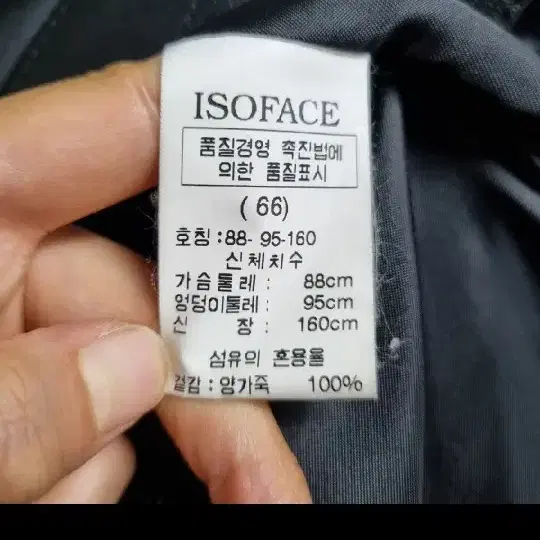 ISOFACE
품질경영 촉진법에
의한 품질표시
( 66)
호칭 :88- 95-160
신체치수
가슴둘레 : 88cm
엉덩이둘레 : 95cm
신 장 : 160cm
섬유의 혼용율
겉감 : 양가죽 100%